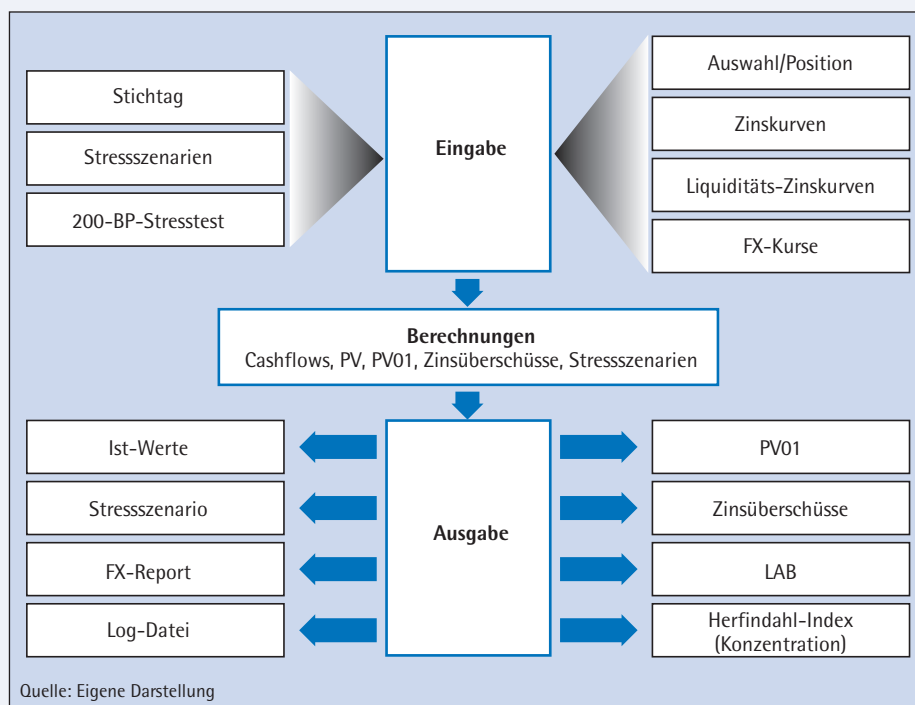 Stichtag
Stressszenarien
200-BP-Stresstest
Eingabe
Auswahl/Position
Zinskurven
Liquiditäts-Zinskurven
FX-Kurse
Berechnungen
Cashflows, PV, PV01, Zinsüberschüsse, Stressszenarien
Ist-Werte
Stressszenario
FX-Report
Log-Datei
Ausgabe
PV01
Zinsüberschüsse
LAB
Herfindahl-Index
(Konzentration)
Quelle: Eigene Darstellung